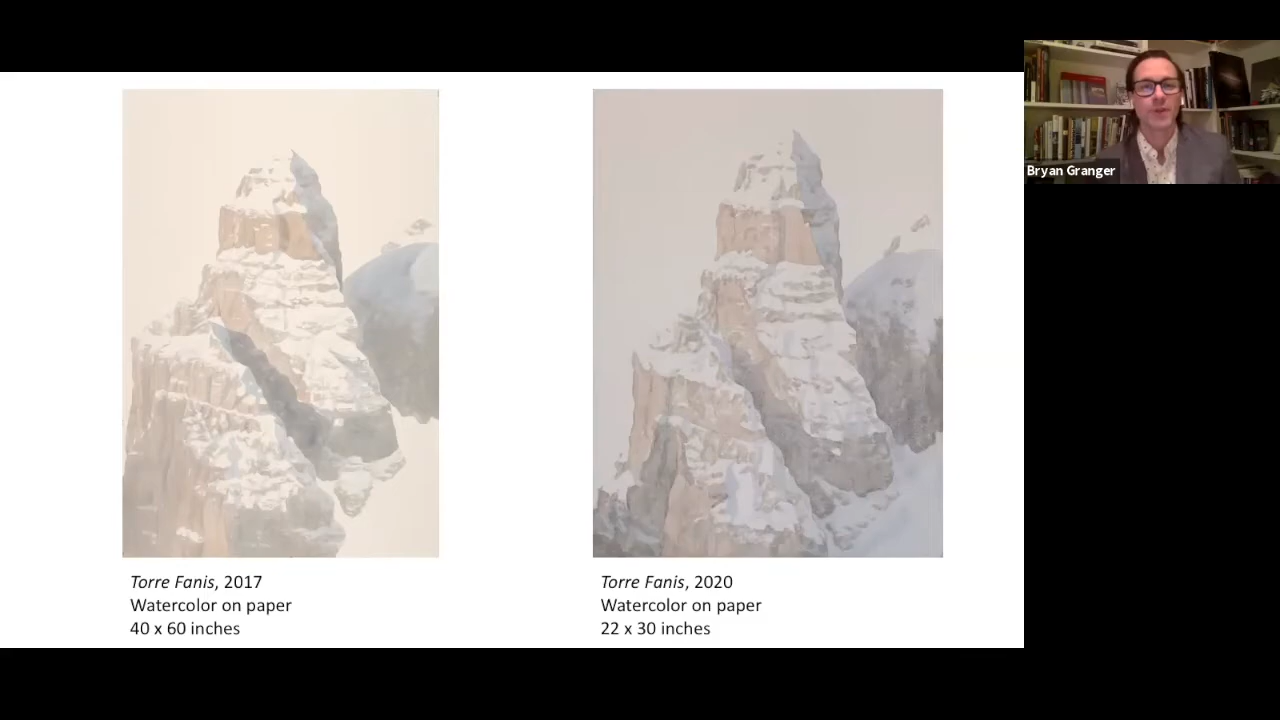 Bryan Granger
Torre Fanis, 2017
Watercolor on paper
40 x 60 inches
Torre Fanis, 2020
Watercolor on paper
22 x 30 inches